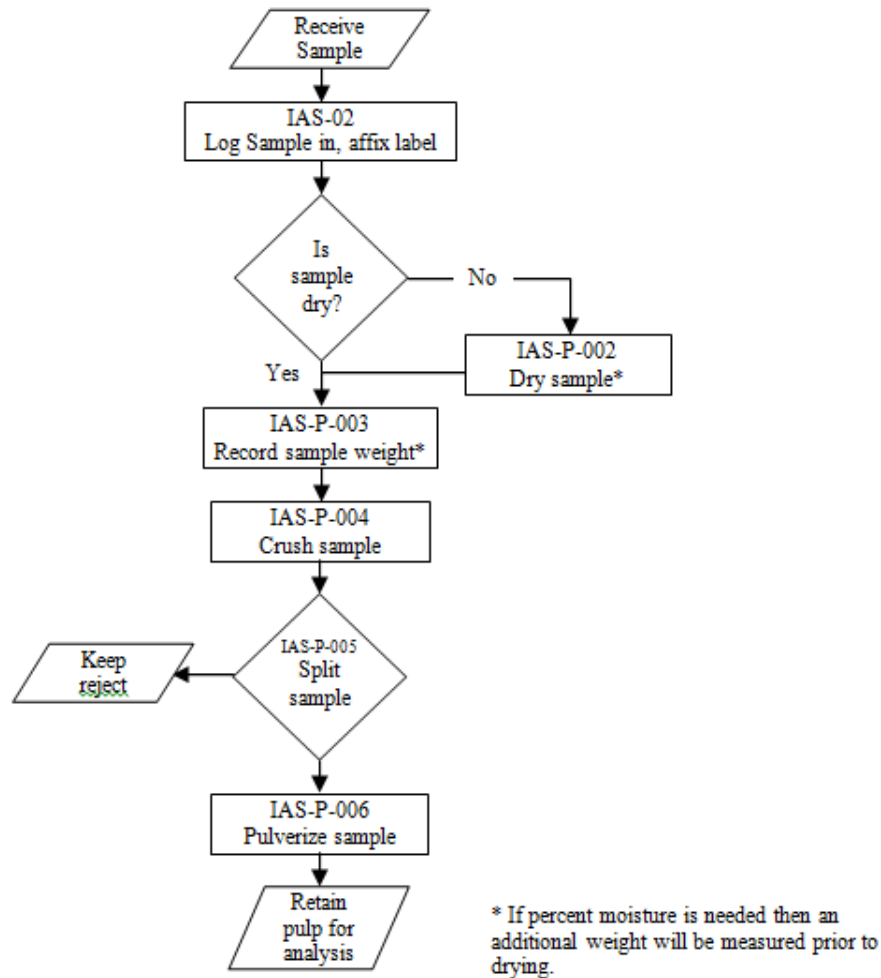 Receive
Sample
IAS-02
Log Sample in, affix label
Is
sample
dry?
No
IAS-P-002
Dry sample*
Yes
IAS-P-003
Record sample weight*
IAS-P-004
Crush sample
IAS-P-005
Split
sample
Keep
reject
IAS-P-006
Pulverize sample
Retain
pulp for
analysis
* If percent moisture is needed then an
additional weight will be measured prior to
drying.